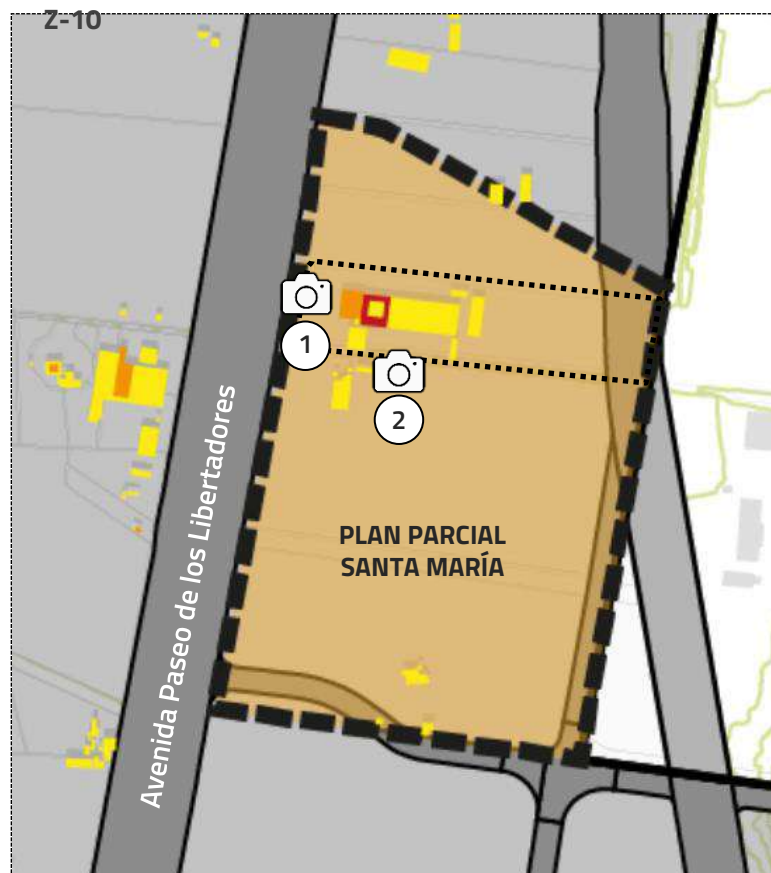 Z-10
1
2
PLAN PARCIAL
SANTA MARÍA
Avenida Paseo de los Libertadores